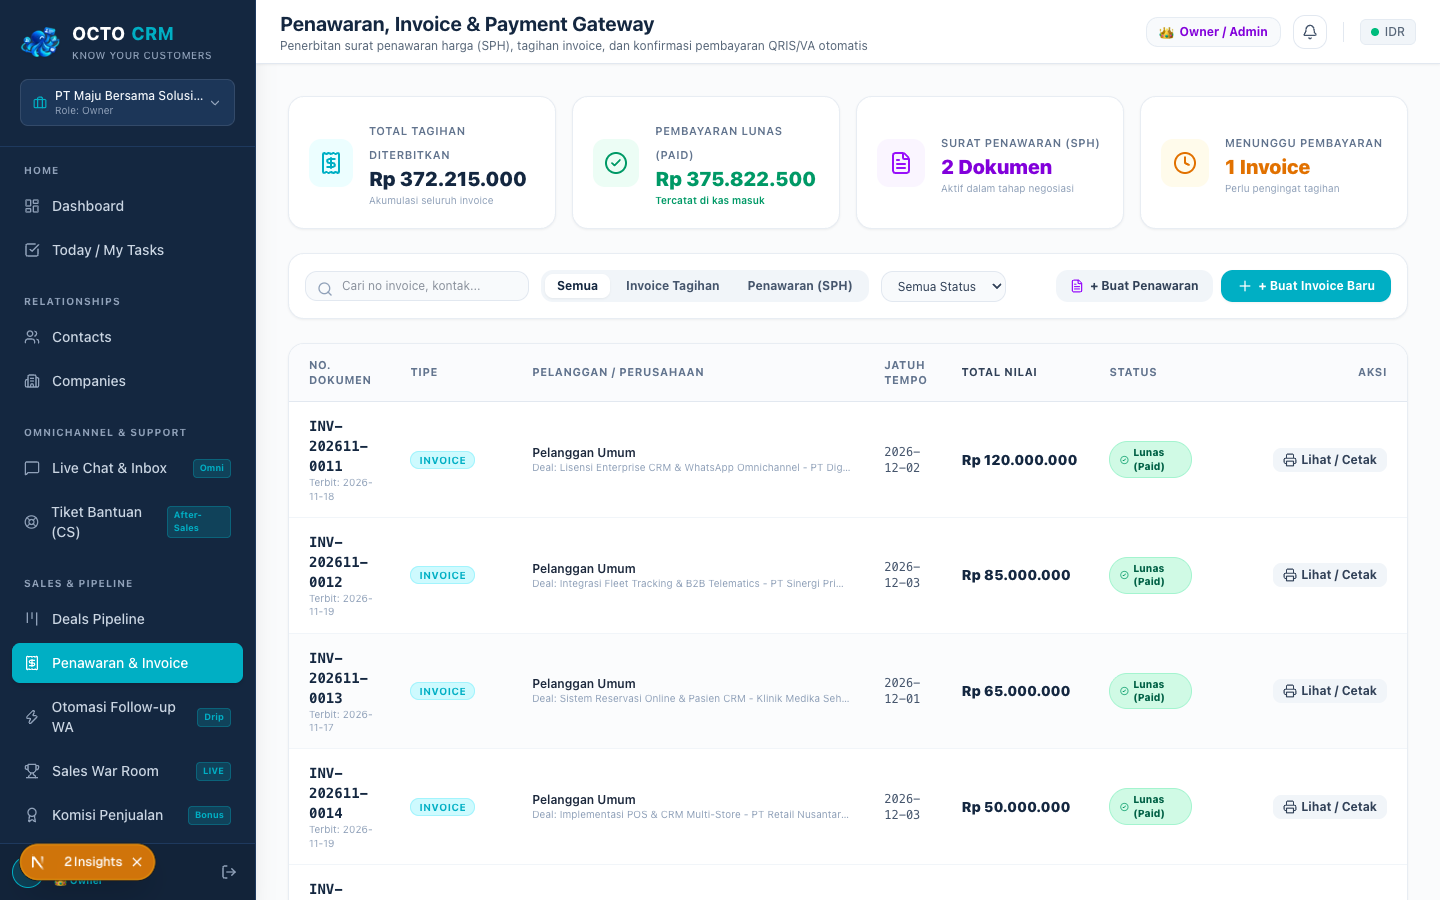 OCTO CRM
KNOW YOUR CUSTOMERS
PT Maju Bersama Solusi...
Role: Owner
HOME
Dashboard
Today / My Tasks
RELATIONSHIPS
Contacts
Companies
OMNICHANNEL & SUPPORT
Live Chat & Inbox
Omni
Tiket Bantuan
(CS)
After-
Sales
SALES & PIPELINE
Deals Pipeline
Penawaran & Invoice
Otomasi Follow-up
WA
Drip
Sales War Room
LIVE
Komisi Penjualan
Bonus
2 Insights
Owner
Penawaran, Invoice & Payment Gateway
Penerbitan surat penawaran harga (SPH), tagihan invoice, dan konfirmasi pembayaran QRIS/VA otomatis
Owner / Admin
IDR
TOTAL TAGIHAN
DITERBITKAN
Rp 372.215.000
Akumulasi seluruh invoice
PEMBAYARAN LUNAS
(PAID)
Rp 375.822.500
Tercatat di kas masuk
SURAT PENAWARAN (SPH)
2 Dokumen
Aktif dalam tahap negosiasi
MENUNGGU PEMBAYARAN
1 Invoice
Perlu pengingat tagihan
Cari no invoice, kontak...
Semua
Invoice Tagihan
Penawaran (SPH)
Semua Status
+ Buat Penawaran
+ Buat Invoice Baru
NO.
DOKUMEN
TIPE
PELANGGAN / PERUSAHAAN
JATUH
TEMPO
TOTAL NILAI
STATUS
AKSI
INV-
202611-
0011
Terbit: 2026-
11-18
INVOICE
Pelanggan Umum
Deal: Lisensi Enterprise CRM & WhatsApp Omnichannel - PT Dig...
2026-
12-02
Rp 120.000.000
Lunas
(Paid)
Lihat / Cetak
INV-
202611-
0012
Terbit: 2026-
11-19
INVOICE
Pelanggan Umum
Deal: Integrasi Fleet Tracking & B2B Telematics - PT Sinergi Pri...
2026-
12-03
Rp 85.000.000
Lunas
(Paid)
Lihat / Cetak
INV-
202611-
0013
Terbit: 2026-
11-17
INVOICE
Pelanggan Umum
Deal: Sistem Reservasi Online & Pasien CRM - Klinik Medika Seh...
2026-
12-01
Rp 65.000.000
Lunas
(Paid)
Lihat / Cetak
INV-
202611-
0014
Terbit: 2026-
11-19
INVOICE
Pelanggan Umum
Deal: Implementasi POS & CRM Multi-Store - PT Retail Nusantar...
2026-
12-03
Rp 50.000.000
Lunas
(Paid)
Lihat / Cetak
INV-